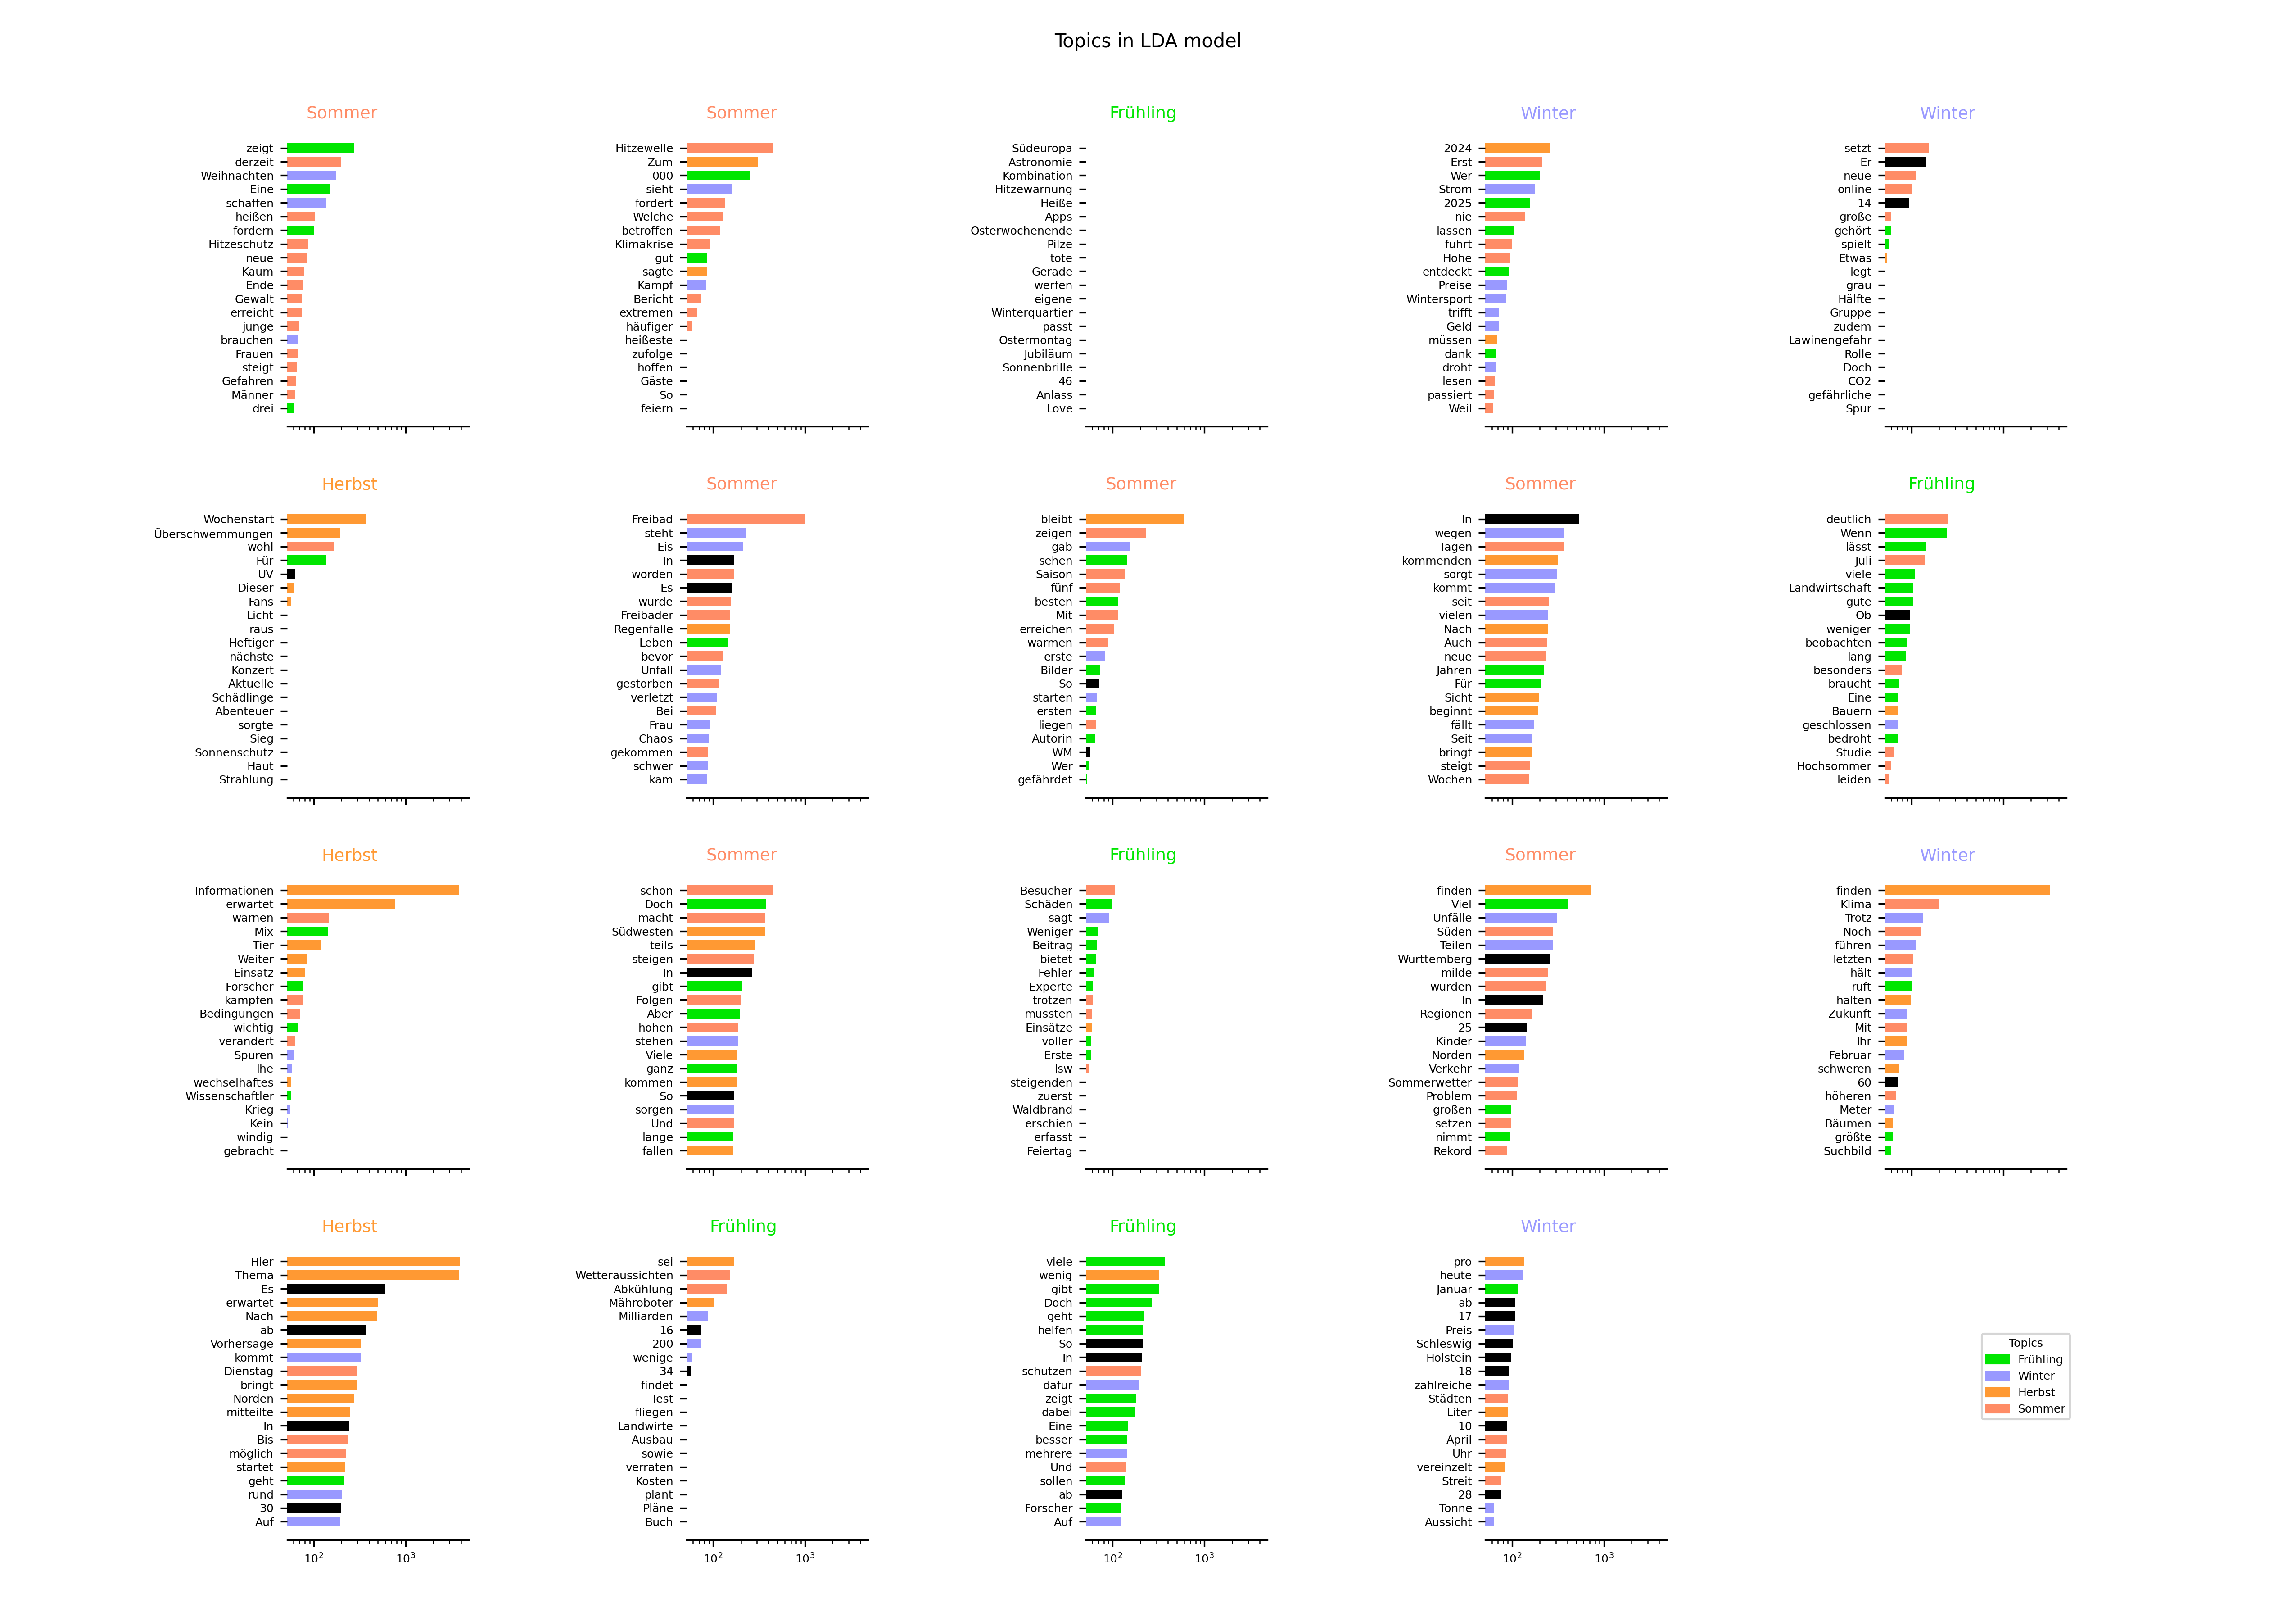 Topics in LDA model
Sommer
zeigt
derzeit
Weihnachten
Eine
schaffen
heißen
fordern
Hitzeschutz
neue
Kaum
Ende
Gewalt
erreicht
junge
brauchen
Frauen
steigt
Gefahren
Männer
drei
Sommer
Hitzewelle
Zum
000
sieht
fordert
Welche
betroffen
Klimakrise
gut
sagte
Kampf
Bericht
extremen
häufiger
heißeste
zufolge
hoffen
Gäste
So
feiern
Frühling
Südeuropa
Astronomie
Kombination
Hitzewarnung
Heiße
Apps
Osterwochenende
Pilze
tote
Gerade
werfen
eigene
Winterquartier
passt
Ostermontag
Jubiläum
Sonnenbrille
46
Anlass
Love
Winter
2024
Erst
Wer
Strom
2025
nie
lassen
führt
Hohe
entdeckt
Preise
Wintersport
trifft
Geld
müssen
dank
droht
lesen
passiert
Weil
Winter
setzt
Er
neue
online
14
große
gehört
spielt
Etwas
legt
grau
Hälfte
Gruppe
zudem
Lawinengefahr
Rolle
Doch
CO2
gefährliche
Spur
Herbst
Wochenstart
Überschwemmungen
wohl
Für
UV
Dieser
Fans
Licht
raus
Heftiger
nächste
Konzert
Aktuelle
Schädlinge
Abenteuer
sorgte
Sieg
Sonnenschutz
Haut
Strahlung
Sommer
Freibad
steht
Eis
In
worden
Es
wurde
Freibäder
Regenfälle
Leben
bevor
Unfall
gestorben
verletzt
Bei
Frau
Chaos
gekommen
schwer
kam
Sommer
bleibt
zeigen
gab
sehen
Saison
fünf
besten
Mit
erreichen
warmen
erste
Bilder
So
starten
ersten
liegen
Autorin
WM
Wer
gefährdet
Sommer
In
wegen
Tagen
kommenden
sorgt
kommt
seit
vielen
Nach
Auch
neue
Jahren
Für
Sicht
beginnt
fällt
Seit
bringt
steigt
Wochen
Frühling
deutlich
Wenn
lässt
Juli
viele
Landwirtschaft
gute
Ob
weniger
beobachten
lang
besonders
braucht
Eine
Bauern
geschlossen
bedroht
Studie
Hochsommer
leiden
Herbst
Informationen
erwartet
warnen
Mix
Tier
Weiter
Einsatz
Forscher
kämpfen
Bedingungen
wichtig
verändert
Spuren
Ihe
wechselhaftes
Wissenschaftler
Krieg
Kein
windig
gebracht
Sommer
schon
Doch
macht
Südwesten
teils
steigen
In
gibt
Folgen
Aber
hohen
stehen
Viele
ganz
kommen
So
sorgen
Und
lange
fallen
Frühling
Besucher
Schäden
sagt
Weniger
Beitrag
bietet
Fehler
Experte
trotzen
mussten
Einsätze
voller
Erste
lsw
steigenden
zuerst
Waldbrand
erschien
erfasst
Feiertag
Sommer
finden
Viel
Unfälle
Süden
Teilen
Württemberg
milde
wurden
In
Regionen
25
Kinder
Norden
Verkehr
Sommerwetter
Problem
großen
setzen
nimmt
Rekord
Winter
finden
Klima
Trotz
Noch
führen
letzten
hält
ruft
halten
Zukunft
Mit
Ihr
Februar
schweren
60
höheren
Meter
Bäumen
größte
Suchbild
Herbst
Hier
Thema
Es
erwartet
Nach
ab
Vorhersage
kommt
Dienstag
bringt
Norden
mitteilte
In
Bis
möglich
startet
geht
rund
30
Auf
10² 10³
Frühling
sei
Wetteraussichten
Abkühlung
Mähroboter
Milliarden
16
200
wenige
34
findet
Test
fliegen
Landwirte
Ausbau
sowie
verraten
Kosten
plant
Pläne
Buch
10² 10³
Frühling
viele
wenig
gibt
Doch
geht
helfen
So
In
schützen
dafür
zeigt
dabei
Eine
besser
mehrere
Und
sollen
ab
Forscher
Auf
10² 10³
Winter
pro
heute
Januar
ab
17
Preis
Schleswig
Holstein
18
zahlreiche
Städten
Liter
10
April
Uhr
vereinzelt
Streit
28
Tonne
Aussicht
10² 10³
Topics
Frühling
Winter
Herbst
Sommer